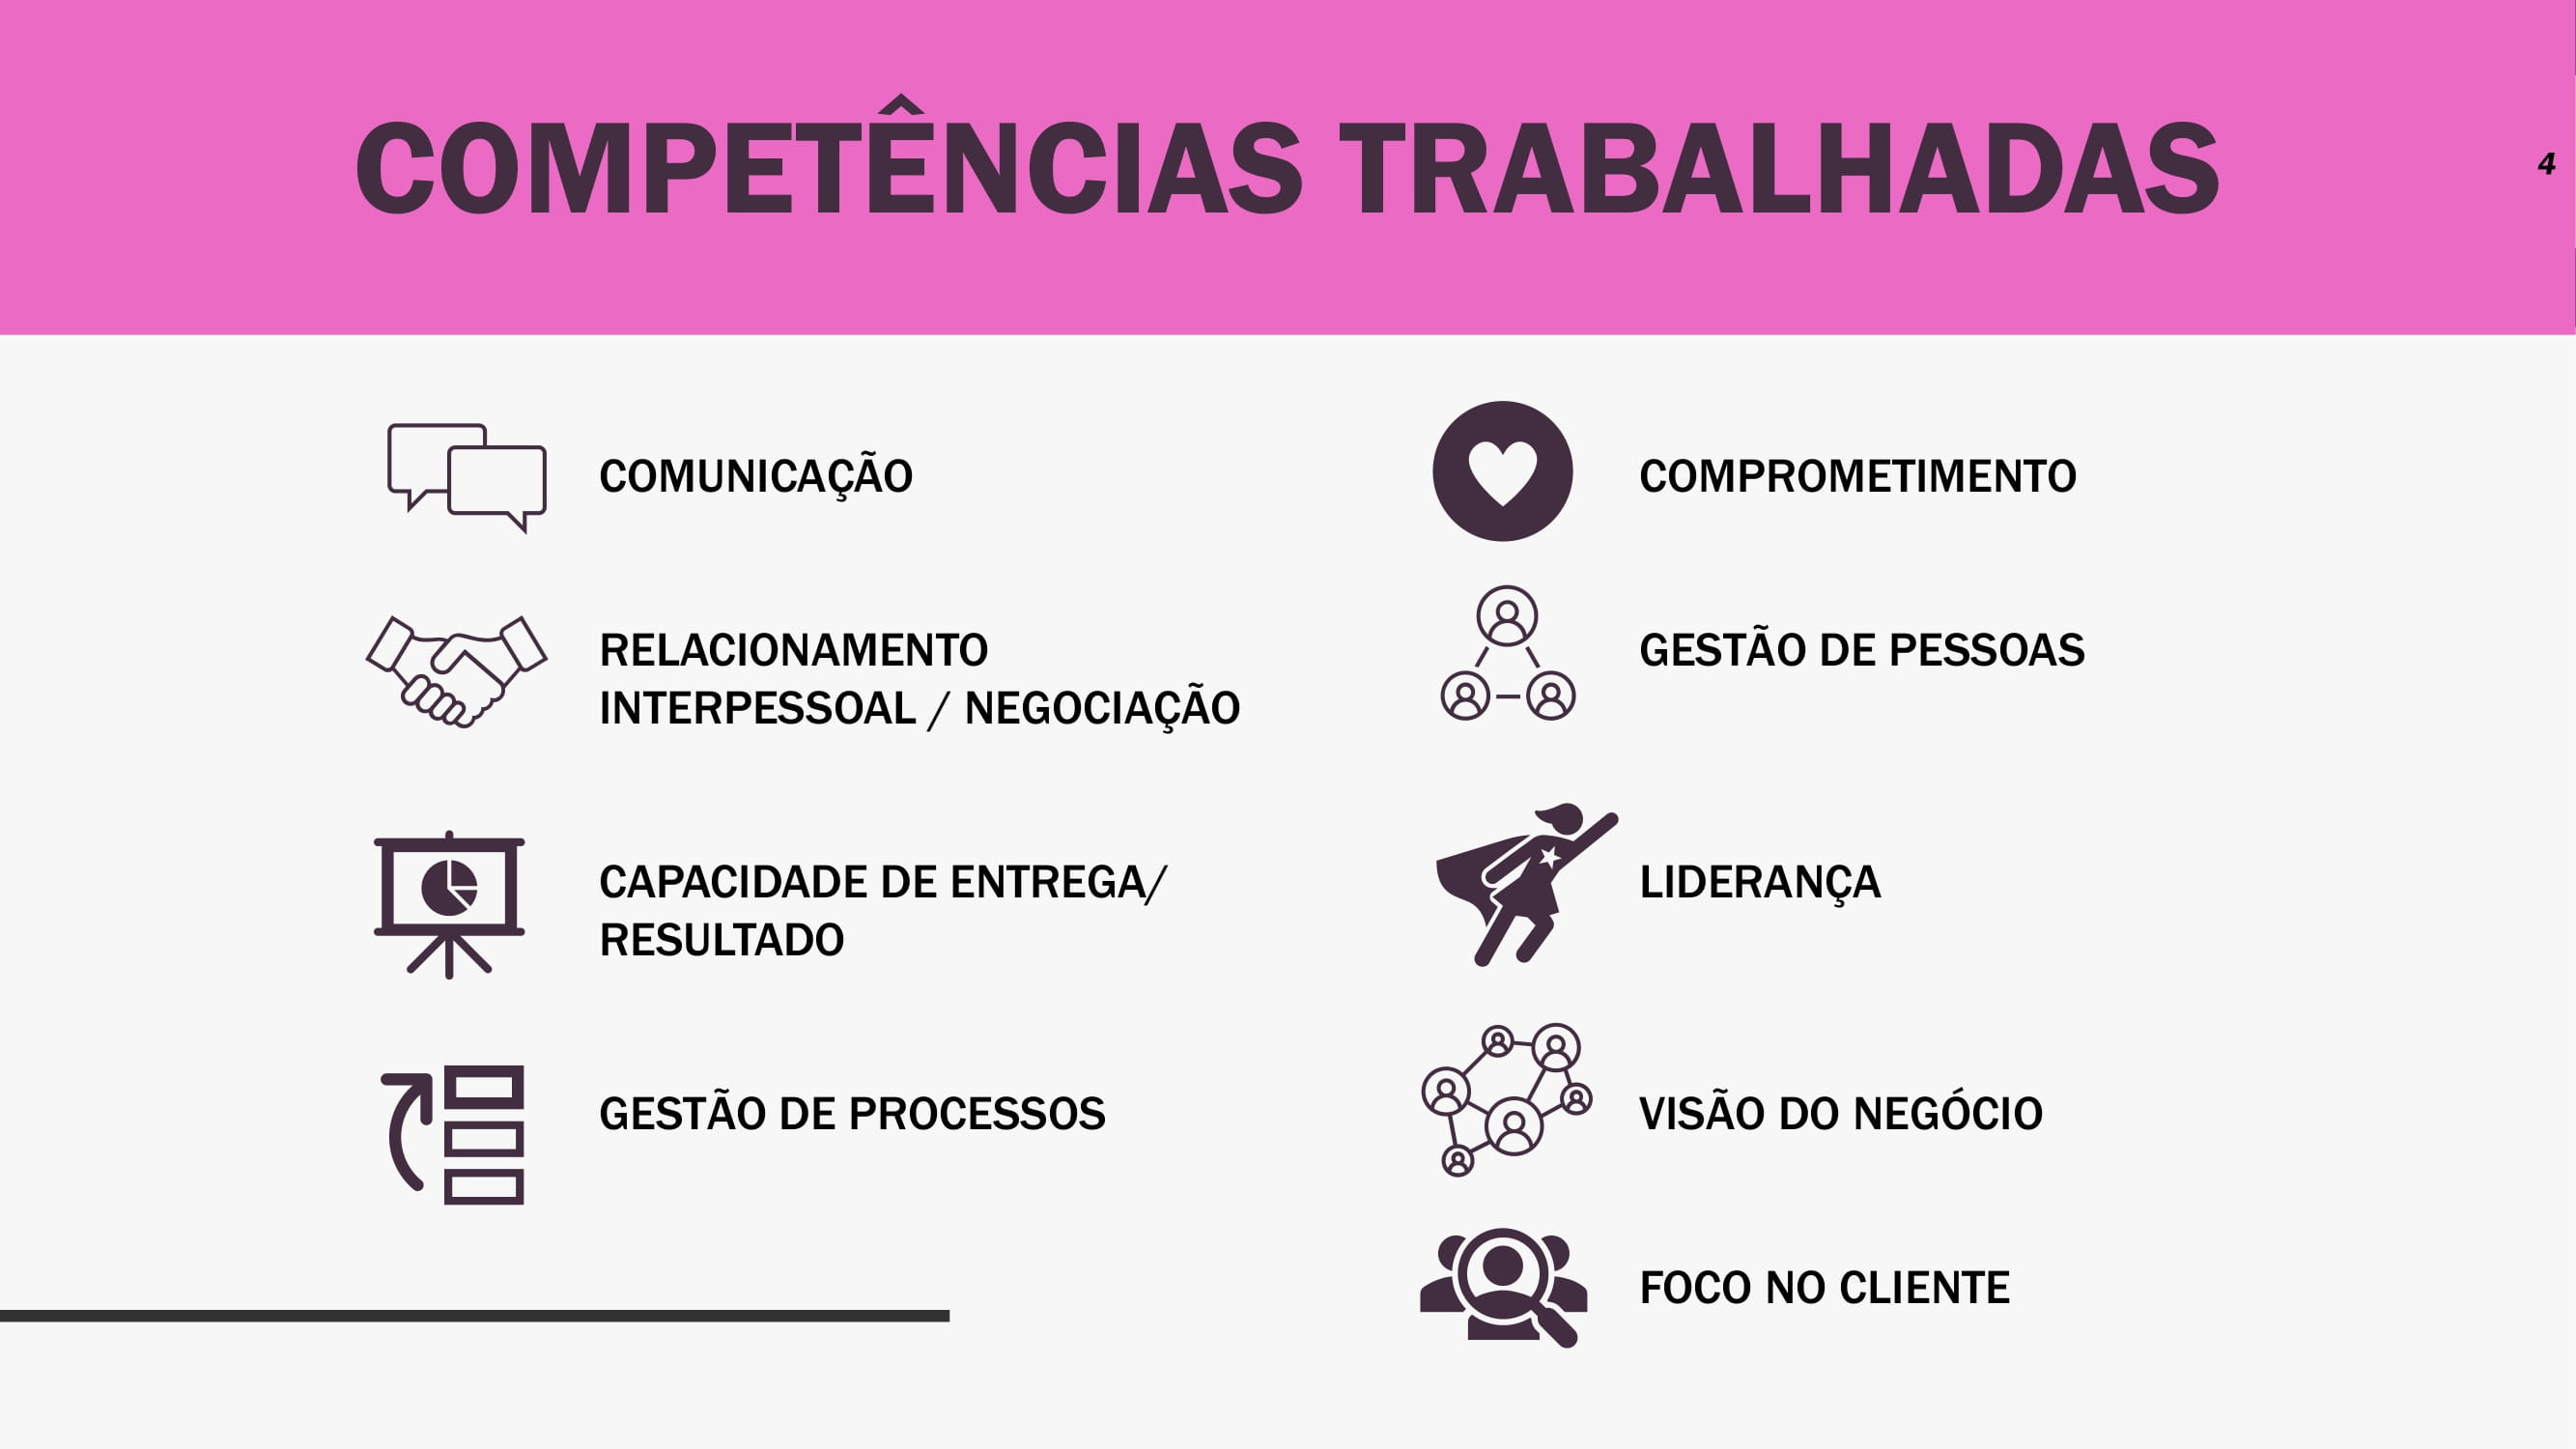 COMPETÊNCIAS TRABALHADAS
4
COMUNICAÇÃO
RELACIONAMENTO
INTERPESSOAL / NEGOCIAÇÃO
CAPACIDADE DE ENTREGA/
RESULTADO
GESTÃO DE PROCESSOS
COMPROMETIMENTO
GESTÃO DE PESSOAS
LIDERANÇA
VISÃO DO NEGÓCIO
FOCO NO CLIENTE